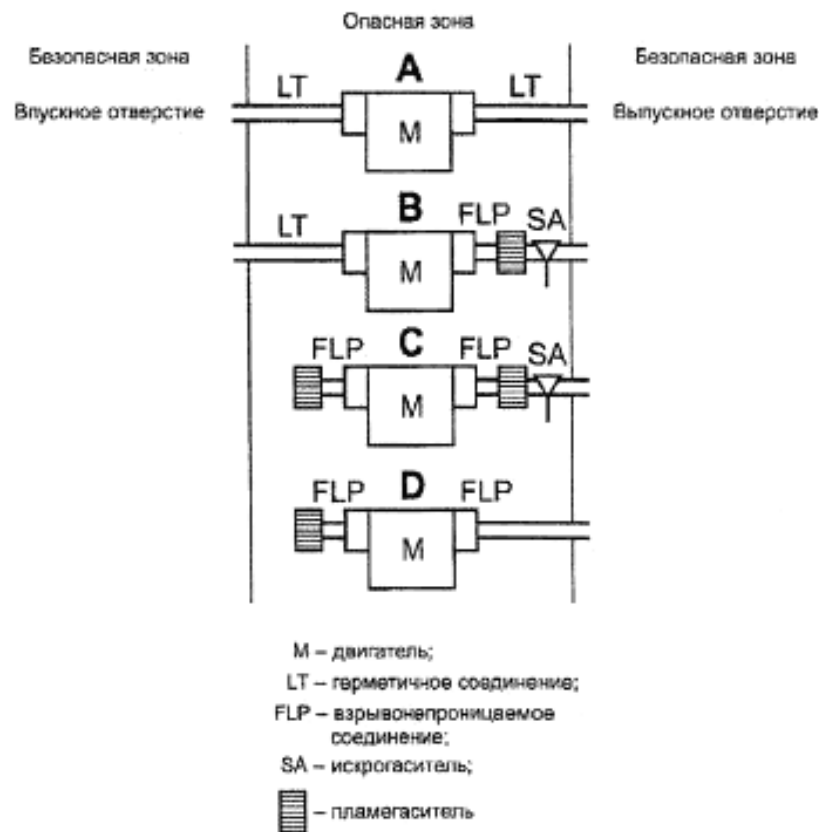 Опасная зона
Безопасная зона
Безопасная зона
A
LT
LT
Впускное отверстие
M
Выпускное отверстие
B
FLP
SA
LT
M
C
FLP
FLP
SA
M
D
FLP
FLP
M
M – двигатель;
LT – герметичное соединение;
FLP – взрывонепроницаемое
соединение;
SA – искрогаситель;
– пламегаситель